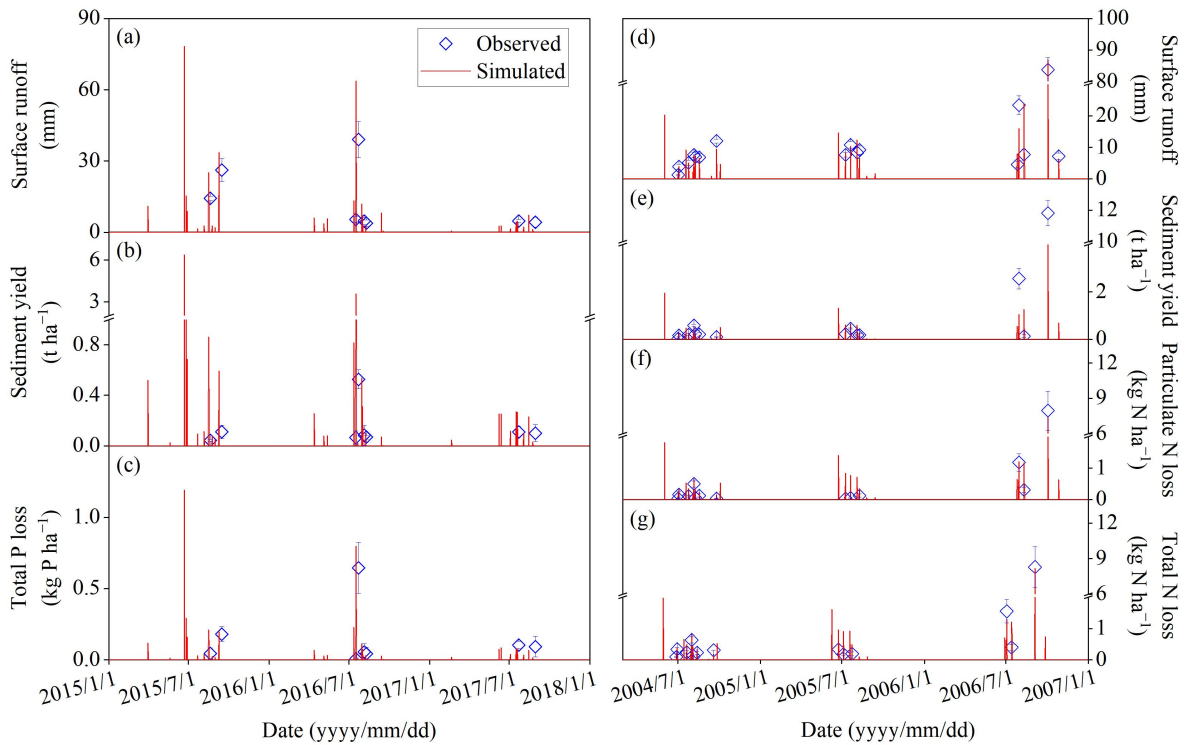 (a)
Observed
Simulated
90
60
30
0
Surface runoff
(mm)
(b)
6
3
0.8
0.4
0.0
Sediment yield
(t ha⁻¹)
(c)
1.0
0.5
0.0
Total P loss
(kg P ha⁻¹)
2015/1/1
2015/7/1
2016/1/1
2016/7/1
2017/1/1
2017/7/1
2018/1/1
Date (yyyy/mm/dd)
(d)
100
90
80
20
10
0
Surface runoff
(mm)
(e)
12
10
2
0
Sediment yield
(t ha⁻¹)
(f)
12
9
6
1
0
Particulate N loss
(kg N ha⁻¹)
(g)
12
9
6
1
0
Total N loss
(kg N ha⁻¹)
2004/7/1
2005/1/1
2005/7/1
2006/1/1
2006/7/1
2007/1/1
Date (yyyy/mm/dd)